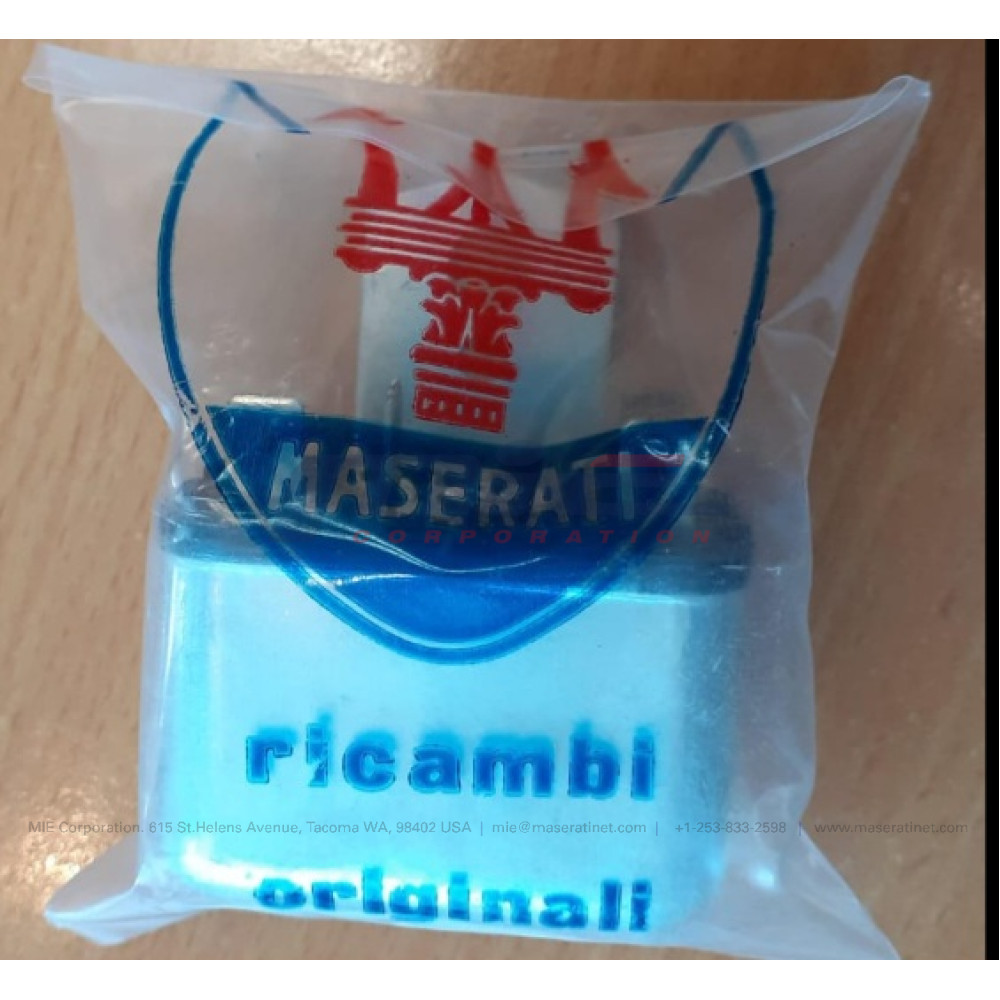 MASERATI
CORPORATION
ricambi
MIE Corporation. 615 St.Helens Avenue, Tacoma WA, 98402 USA | mie@maseratinet.com | +1-253-833-2598 | www.maseratinet.com
originali